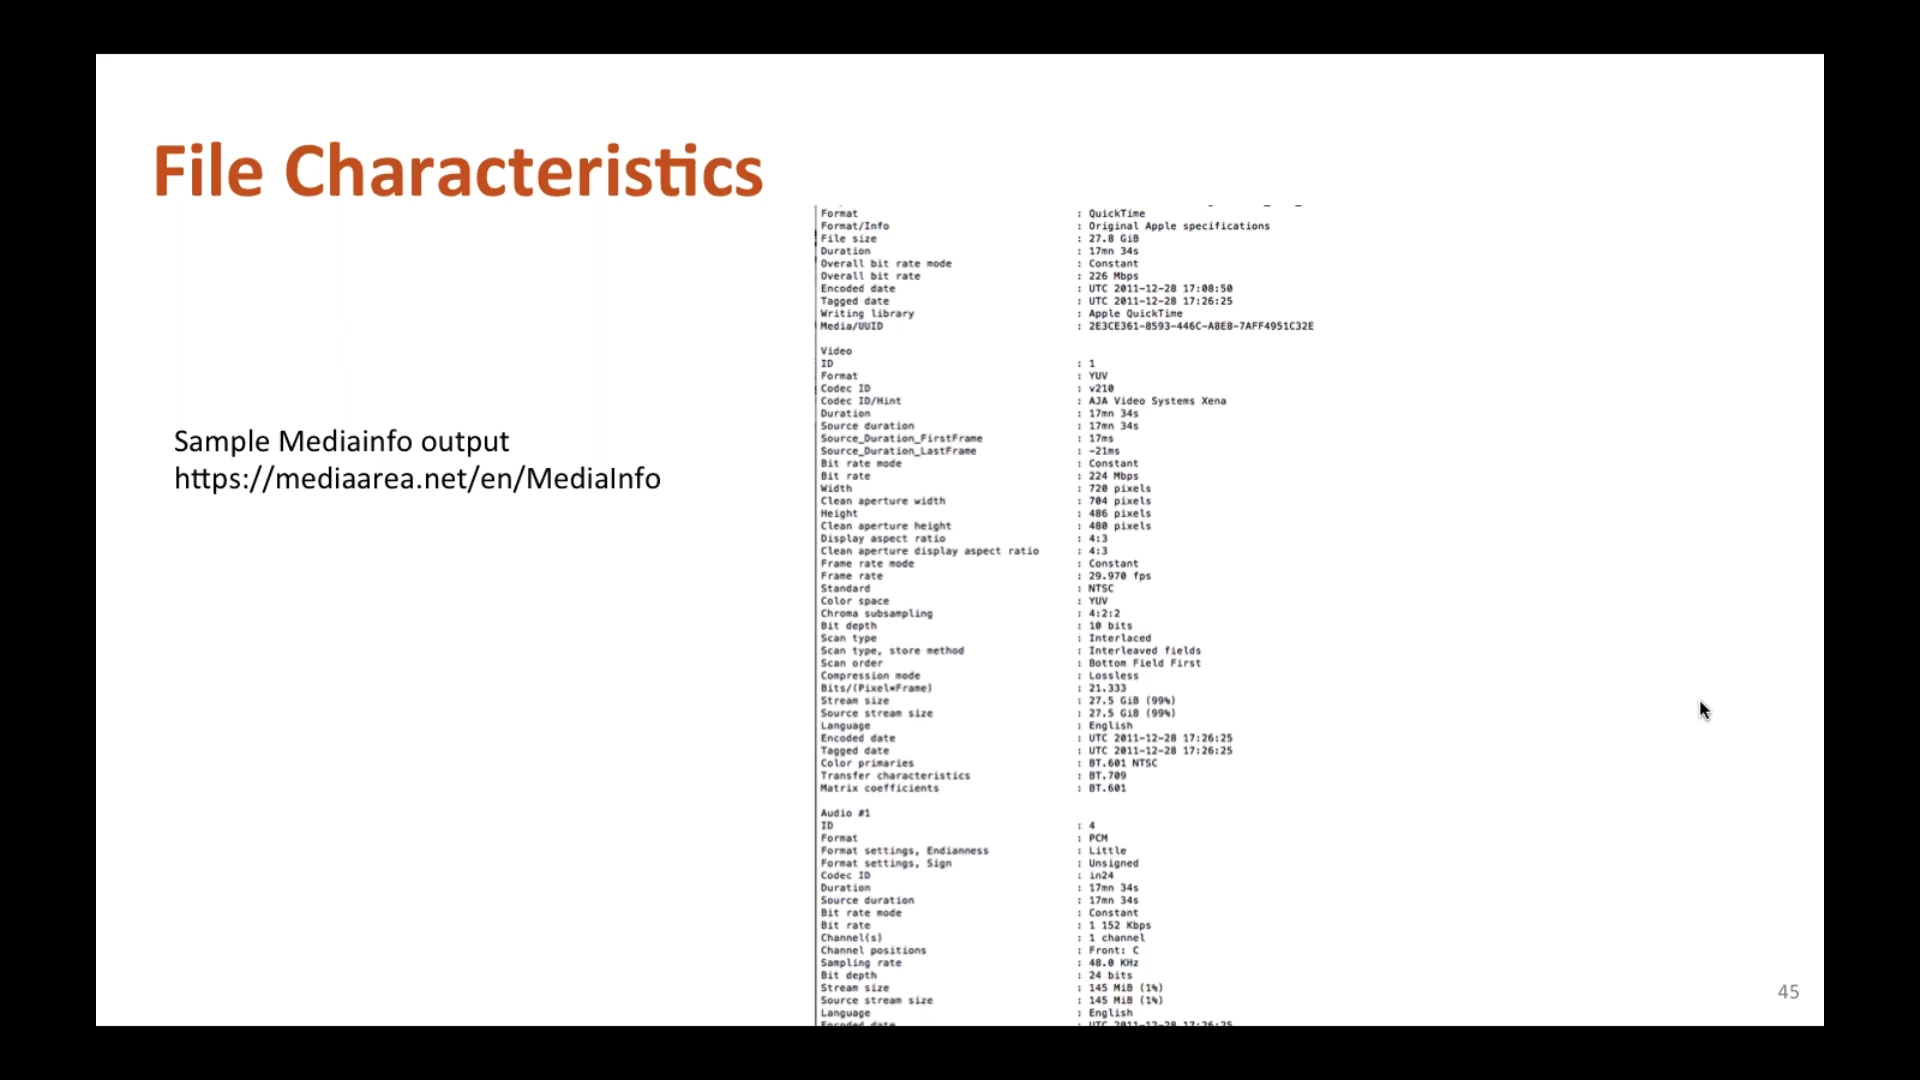 File Characteristics
Sample Mediainfo output
https://mediaarea.net/en/MediaInfo
Format : QuickTime
Format/Info : Original Apple specifications
File size : 27.8 GiB
Duration : 17mn 34s
Overall bit rate mode : Constant
Overall bit rate : 226 Mbps
Encoded date : UTC 2011-12-28 17:08:50
Tagged date : UTC 2011-12-28 17:26:25
Writing library : Apple QuickTime
Media/UUID : 2E3CE361-8593-446C-A8E8-7AFF4951C32E
Video
ID : 1
Format : YUV
Codec ID : v210
Codec ID/Hint : AJA Video Systems Xena
Duration : 17mn 34s
Source duration : 17mn 34s
Source_Duration_FirstFrame : 17ms
Source_Duration_LastFrame : -21ms
Bit rate mode : Constant
Bit rate : 224 Mbps
Width : 720 pixels
Clean aperture width : 704 pixels
Height : 486 pixels
Clean aperture height : 480 pixels
Display aspect ratio : 4:3
Clean aperture display aspect ratio : 4:3
Frame rate mode : Constant
Frame rate : 29.970 fps
Standard : NTSC
Color space : YUV
Chroma subsampling : 4:2:2
Bit depth : 10 bits
Scan type : Interlaced
Scan type, store method : Interleaved fields
Scan order : Bottom Field First
Compression mode : Lossless
Bits/(Pixel*Frame) : 21.333
Stream size : 27.5 GiB (99%)
Source stream size : 27.5 GiB (99%)
Language : English
Encoded date : UTC 2011-12-28 17:26:25
Tagged date : UTC 2011-12-28 17:26:25
Color primaries : BT.601 NTSC
Transfer characteristics : BT.709
Matrix coefficients : BT.601
Audio #1
ID : 4
Format : PCM
Format settings, Endianness : Little
Format settings, Sign : Unsigned
Codec ID : in24
Duration : 17mn 34s
Source duration : 17mn 34s
Bit rate mode : Constant
Bit rate : 1 152 Kbps
Channel(s) : 1 channel
Channel positions : Front: C
Sampling rate : 48.0 KHz
Bit depth : 24 bits
Stream size : 145 MiB (1%)
Source stream size : 145 MiB (1%)
Language : English
Encoded date : UTC 2011-12-28 17:26:25
45